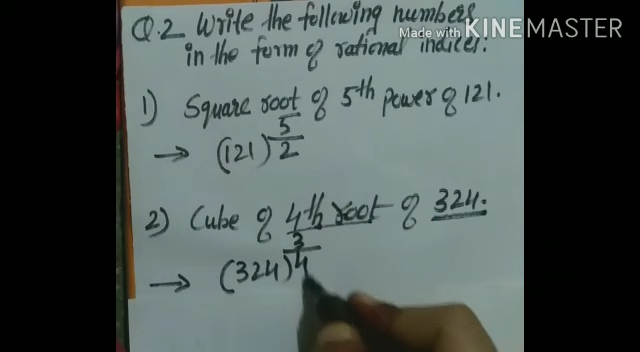 Q.2 Write the following numbers
in the form of rational indices.
Made with KINEMASTER
1) Square root of 5th power of 121.
→ (121)^5/2
2) Cube of 4th root of 324.
→ (324)^3/4